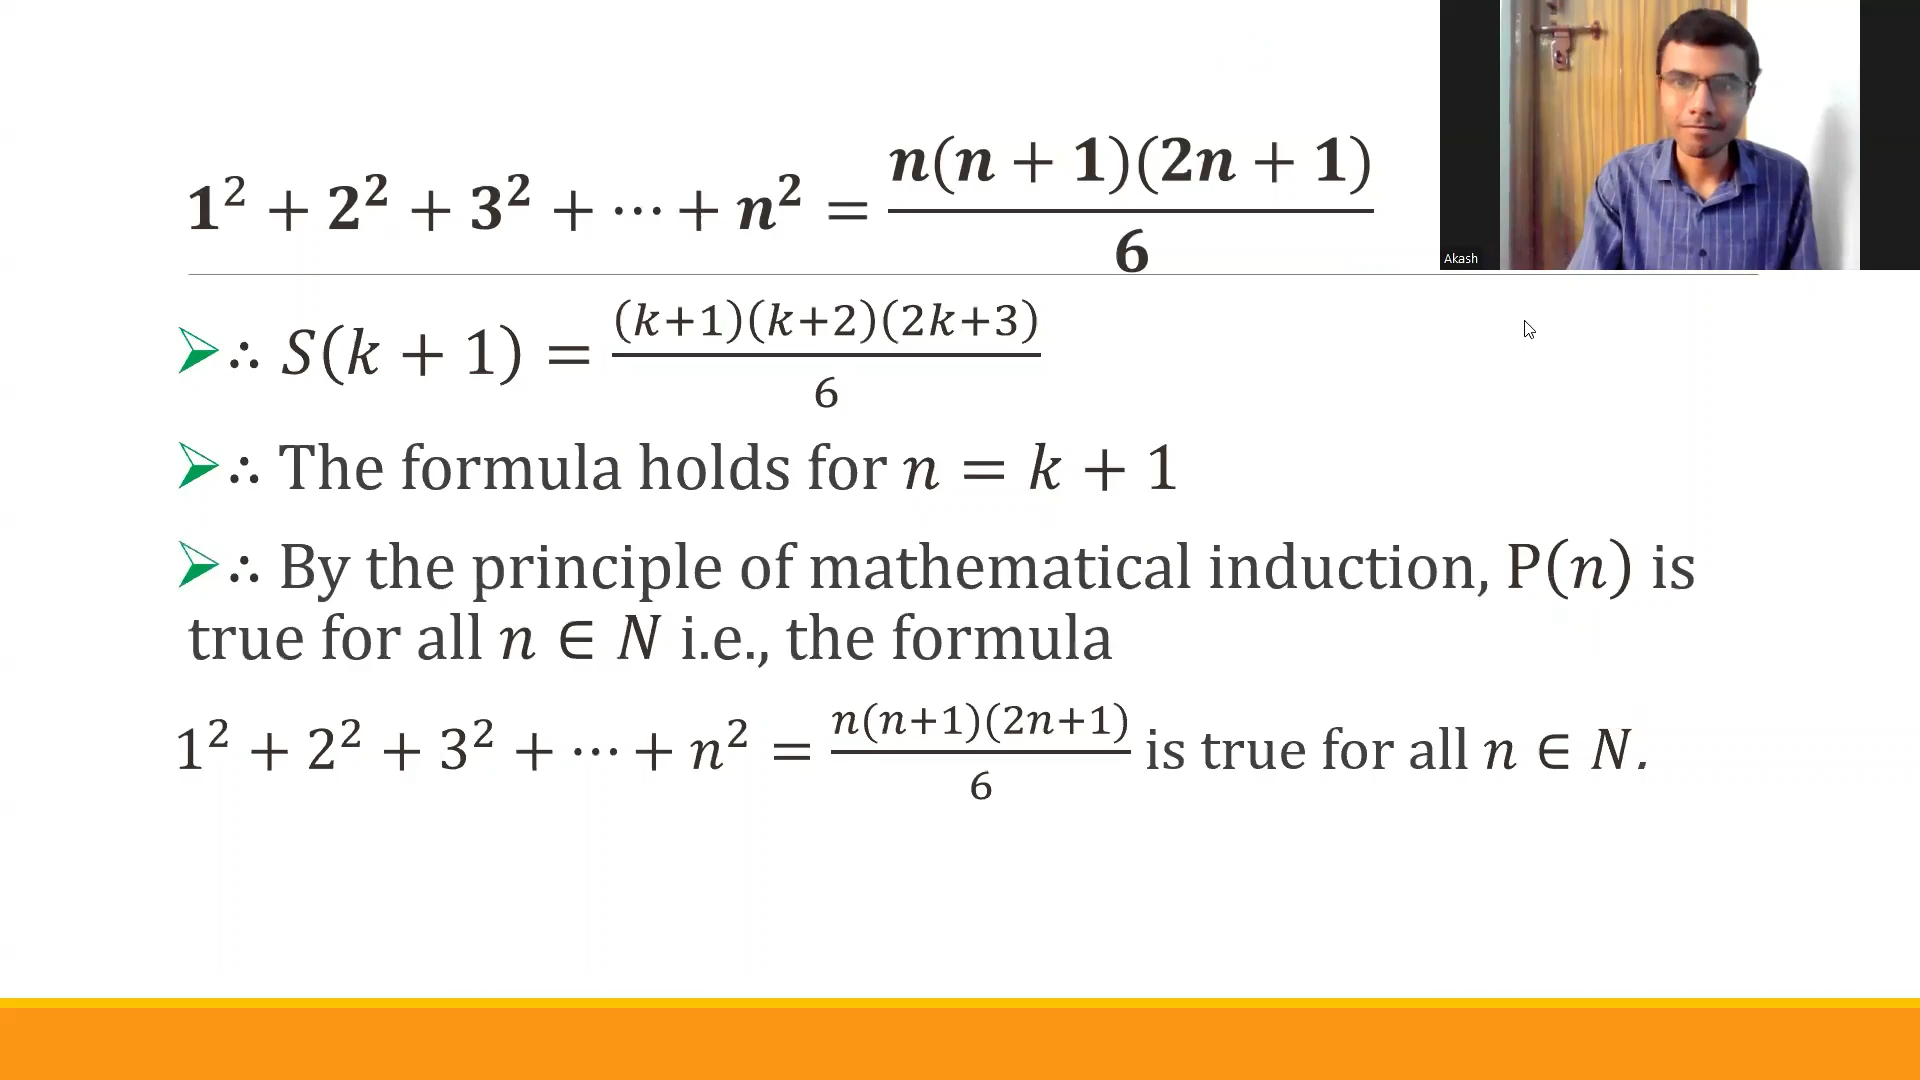 1² + 2² + 3² + ⋯ + n² = n(n + 1)(2n + 1) / 6
Akash
∴ S(k + 1) = (k+1)(k+2)(2k+3) / 6
∴ The formula holds for n = k + 1
∴ By the principle of mathematical induction, P(n) is
true for all n ∈ N i.e., the formula
1² + 2² + 3² + ⋯ + n² = n(n+1)(2n+1) / 6 is true for all n ∈ N.